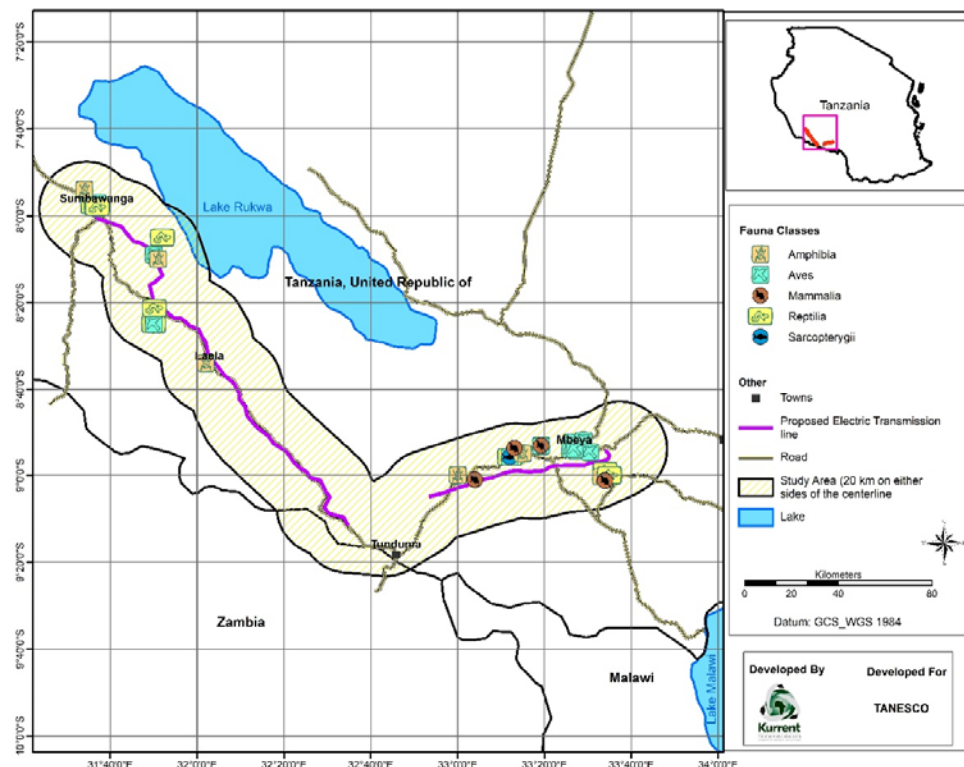 7°20'0"S
7°40'0"S
8°0'0"S
8°20'0"S
8°40'0"S
9°0'0"S
9°20'0"S
9°40'0"S
10°0'0"S
Sumbawanga
Lake Rukwa
Tanzania, United Republic of
Laela
Mbeya
Tunduma
Zambia
Malawi
Lake Malawi
31°40'0"E
32°0'0"E
32°20'0"E
32°40'0"E
33°0'0"E
33°20'0"E
33°40'0"E
34°0'0"E
Tanzania
Fauna Classes
Amphibia
Aves
Mammalia
Reptilia
Sarcopterygii
Other
Towns
Proposed Electric Transmission
line
Road
Study Area (20 km on either
sides of the centerline
Lake
Kilometers
0 20 40 60 80
Datum: GCS_WGS 1984
Developed By
Developed For
TANESCO
Kurrent